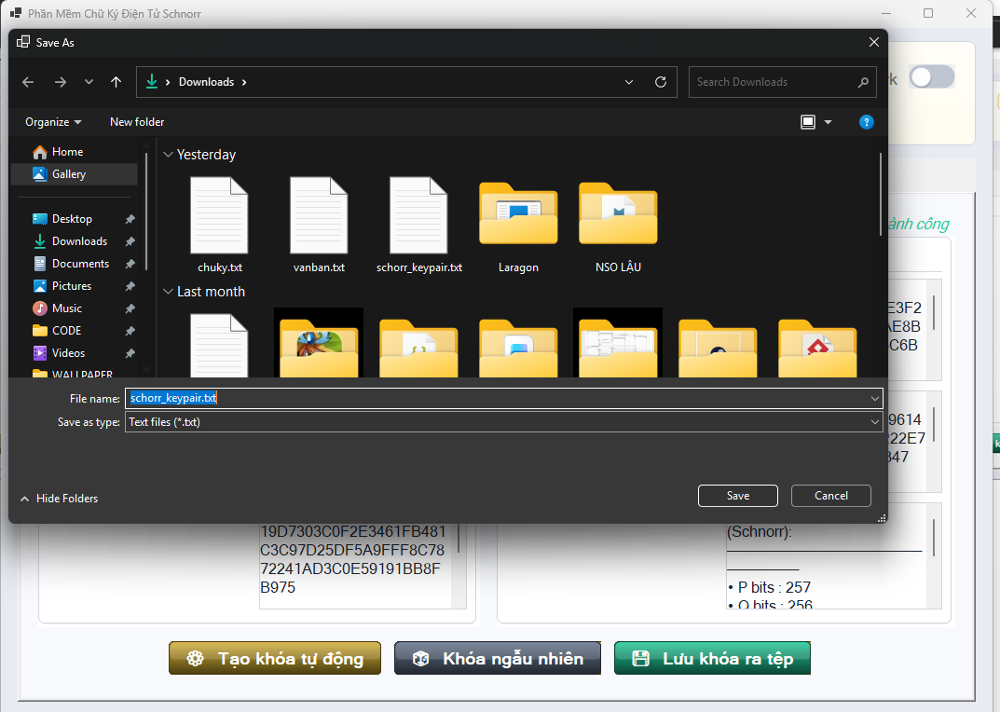 Phần Mềm Chữ Ký Điện Tử Schnorr
Save As
Downloads
Search Downloads
Organize
New folder
Home
Gallery
Desktop
Downloads
Documents
Pictures
Music
CODE
Videos
WALLPAPER
Yesterday
chuky.txt
vanban.txt
schorr_keypair.txt
Laragon
NSO LẬU
Last month
File name: schorr_keypair.txt
Save as type: Text files (*.txt)
Hide Folders
Save
Cancel
ành công
E3F2
AE8B
C6B
9614
222E7
847
19D7303C0F2E3461FB481
C3C97D25DF5A9FFF8C78
72241AD3C0E59191BB8F
B975
(Schnorr):
• P bits : 257
• Q bits : 256
Tạo khóa tự động
Khóa ngẫu nhiên
Lưu khóa ra tệp